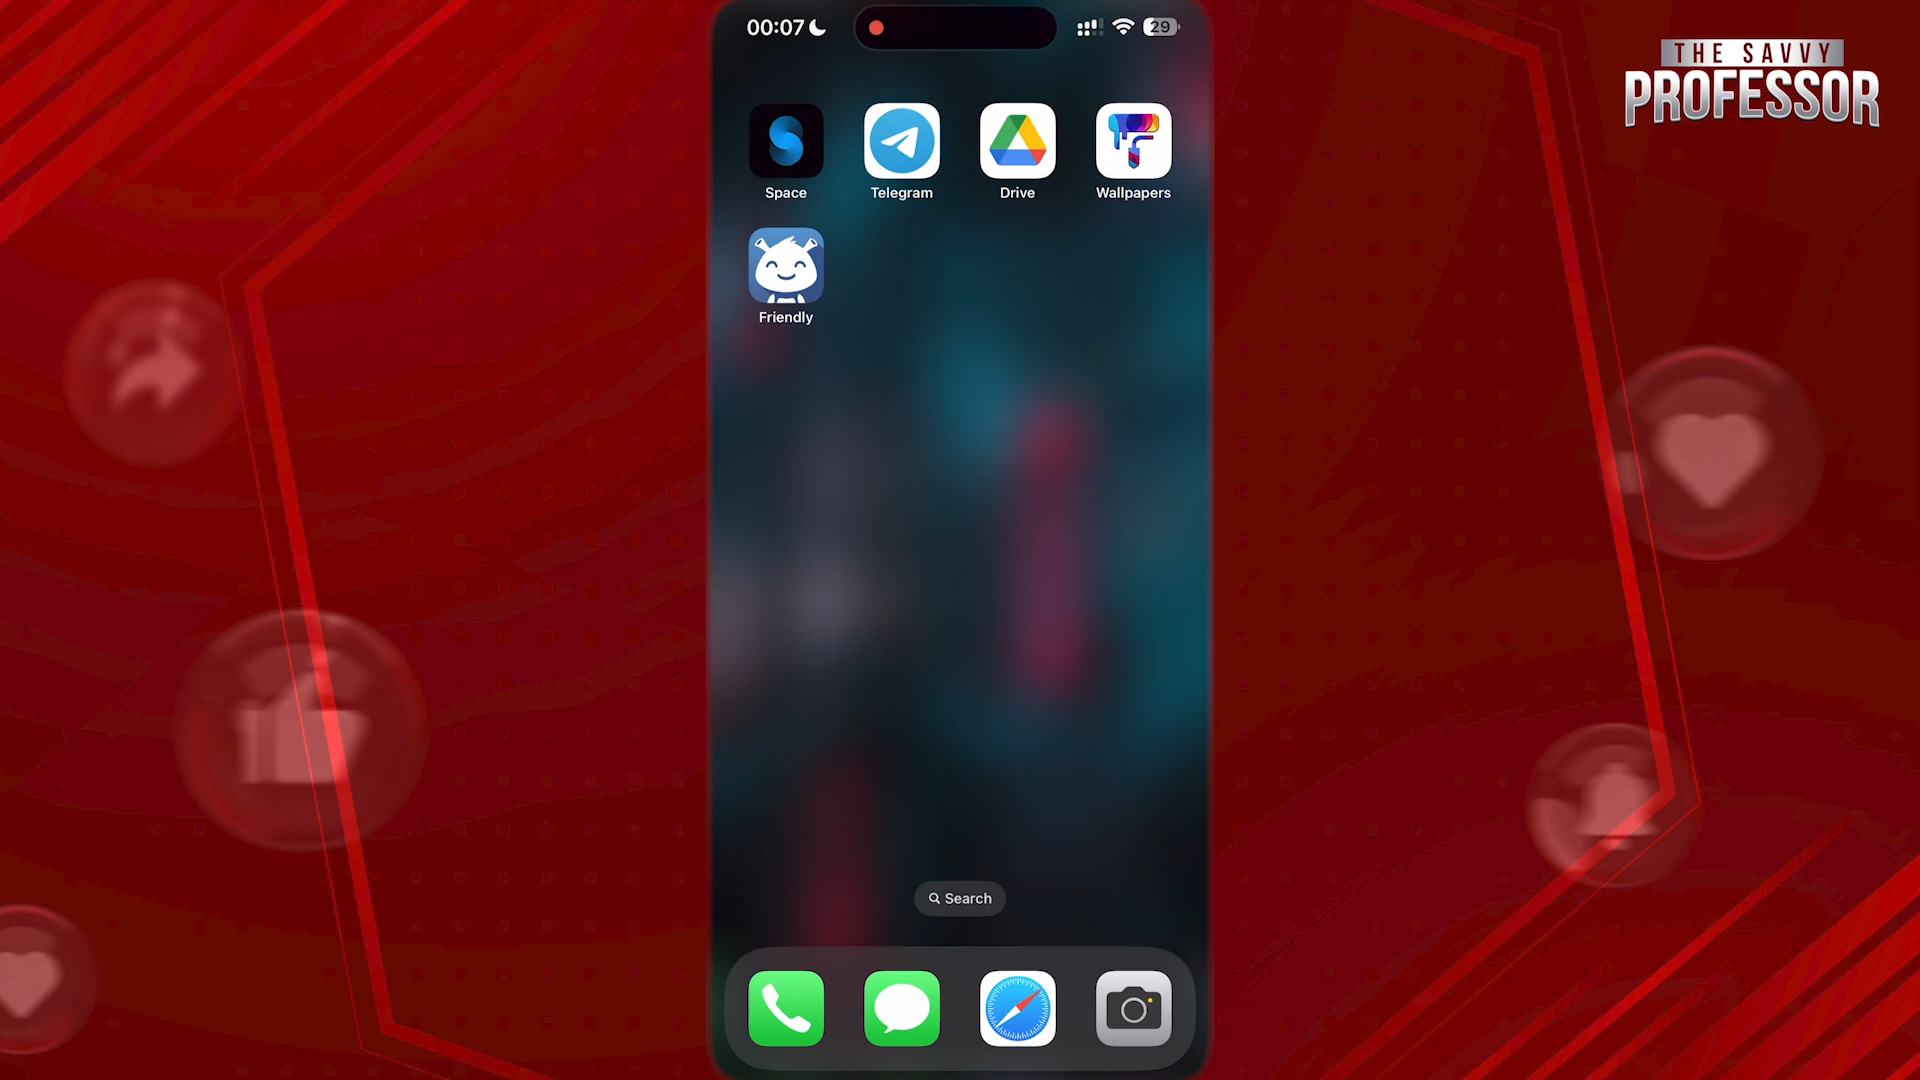 00:07
29
THE SAVVY
PROFESSOR
Space
Telegram
Drive
Wallpapers
Friendly
Search